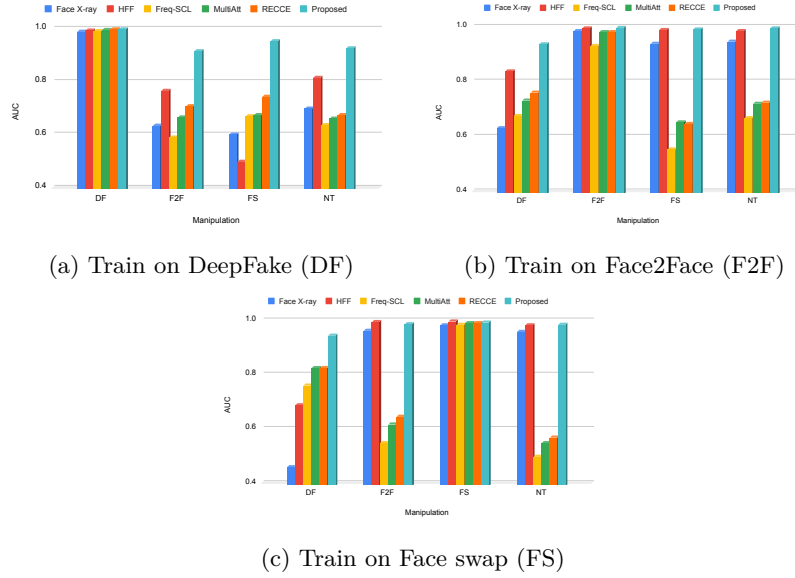 Face X-ray HFF Freq-SCL MultiAtt RECCE Proposed
1.0
0.8
0.6
0.4
AUC
DF F2F FS NT
Manipulation
(a) Train on DeepFake (DF)
Face X-ray HFF Freq-SCL MultiAtt RECCE Proposed
1.0
0.8
0.6
0.4
AUC
DF F2F FS NT
Manipulation
(b) Train on Face2Face (F2F)
Face X-ray HFF Freq-SCL MultiAtt RECCE Proposed
1.0
0.8
0.6
0.4
AUC
DF F2F FS NT
Manipulation
(c) Train on Face swap (FS)